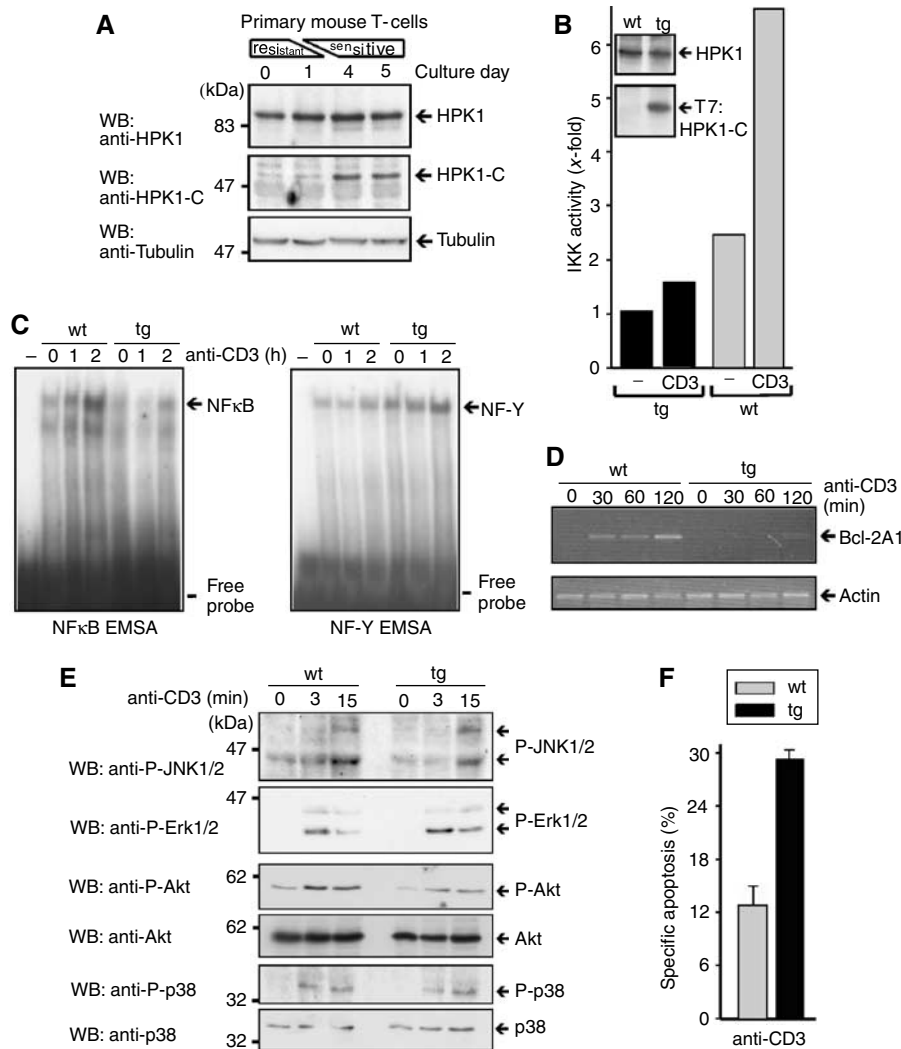 A
Primary mouse T-cells
resistant sensitive
0 1 4 5 Culture day
(kDa)
WB: anti-HPK1
83
HPK1
WB: anti-HPK1-C
47
HPK1-C
WB: anti-Tubulin
47
Tubulin
B
IKK activity (x-fold)
6
5
4
3
2
1
0
wt tg
HPK1
T7: HPK1-C
– CD3 – CD3
tg wt
C
wt tg
– 0 1 2 0 1 2 anti-CD3 (h)
NFκB
Free probe
NFκB EMSA
wt tg
– 0 1 2 0 1 2
NF-Y
Free probe
NF-Y EMSA
D
wt tg
0 30 60 120 0 30 60 120 anti-CD3 (min)
Bcl-2A1
Actin
E
wt tg
anti-CD3 (min) 0 3 15 0 3 15
(kDa)
47
WB: anti-P-JNK1/2
P-JNK1/2
47
WB: anti-P-Erk1/2
P-Erk1/2
62
WB: anti-P-Akt
P-Akt
62
WB: anti-Akt
Akt
WB: anti-P-p38
32
P-p38
WB: anti-p38
32
p38
F
wt
tg
Specific apoptosis (%)
30
24
18
12
6
0
anti-CD3